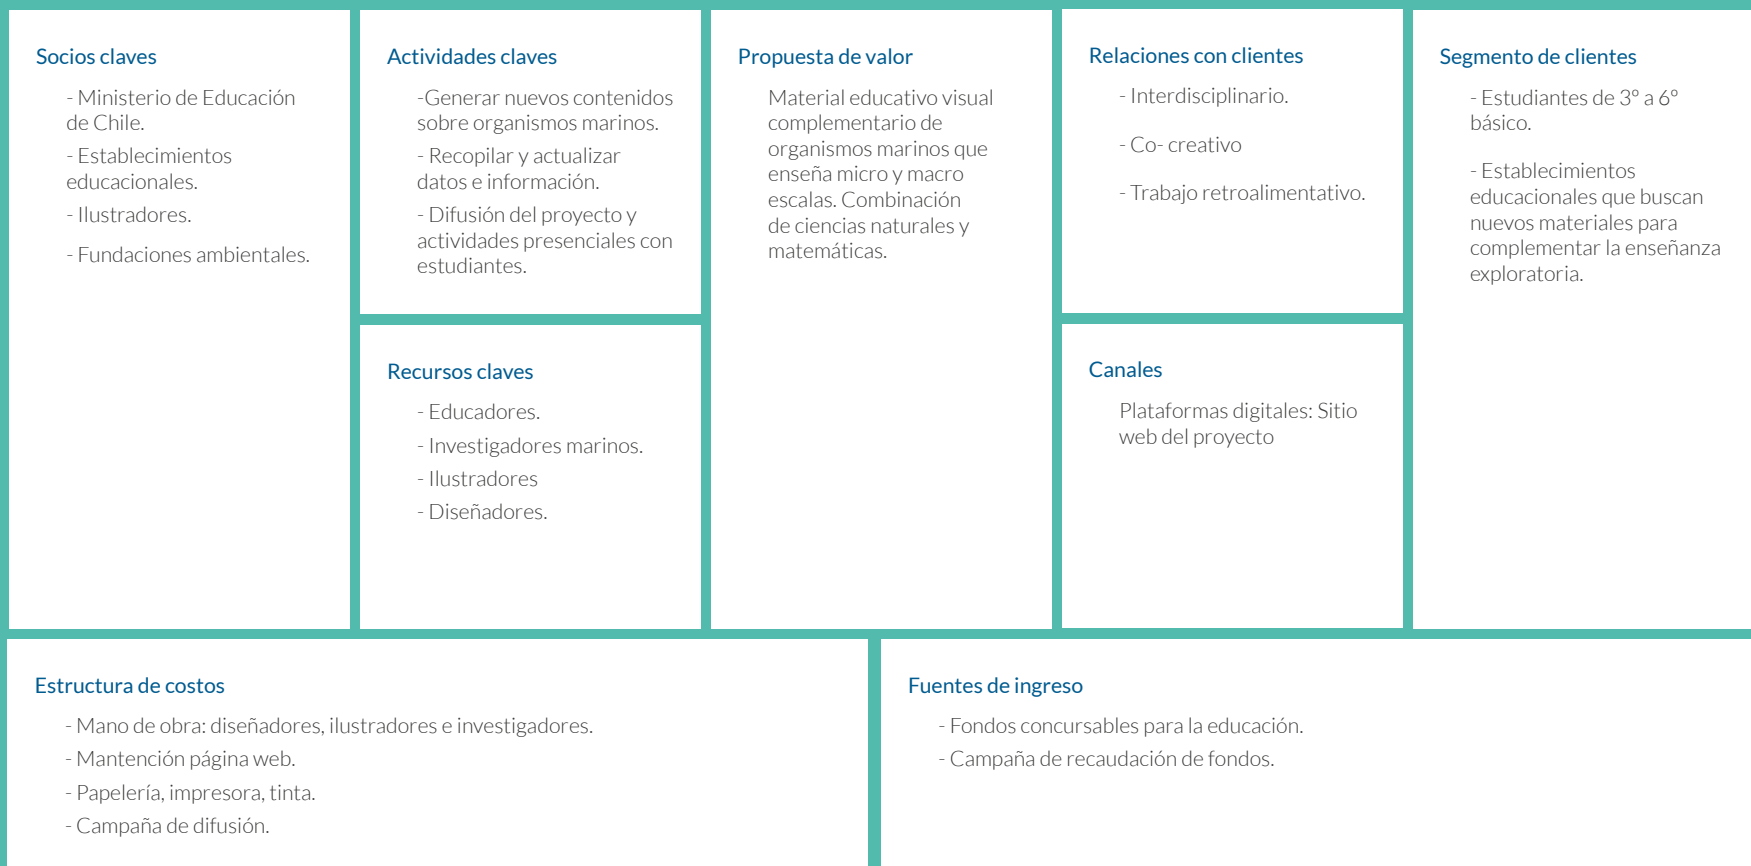 Socios claves
- Ministerio de Educación
de Chile.
- Establecimientos
educacionales.
- Ilustradores.
- Fundaciones ambientales.
Actividades claves
-Generar nuevos contenidos
sobre organismos marinos.
- Recopilar y actualizar
datos e información.
- Difusión del proyecto y
actividades presenciales con
estudiantes.
Recursos claves
- Educadores.
- Investigadores marinos.
- Ilustradores
- Diseñadores.
Propuesta de valor
Material educativo visual
complementario de
organismos marinos que
enseña micro y macro
escalas. Combinación
de ciencias naturales y
matemáticas.
Relaciones con clientes
- Interdisciplinario.
- Co- creativo
- Trabajo retroalimentativo.
Canales
Plataformas digitales: Sitio
web del proyecto
Segmento de clientes
- Estudiantes de 3º a 6º
básico.
- Establecimientos
educacionales que buscan
nuevos materiales para
complementar la enseñanza
exploratoria.
Estructura de costos
- Mano de obra: diseñadores, ilustradores e investigadores.
- Mantención página web.
- Papelería, impresora, tinta.
- Campaña de difusión.
Fuentes de ingreso
- Fondos concursables para la educación.
- Campaña de recaudación de fondos.